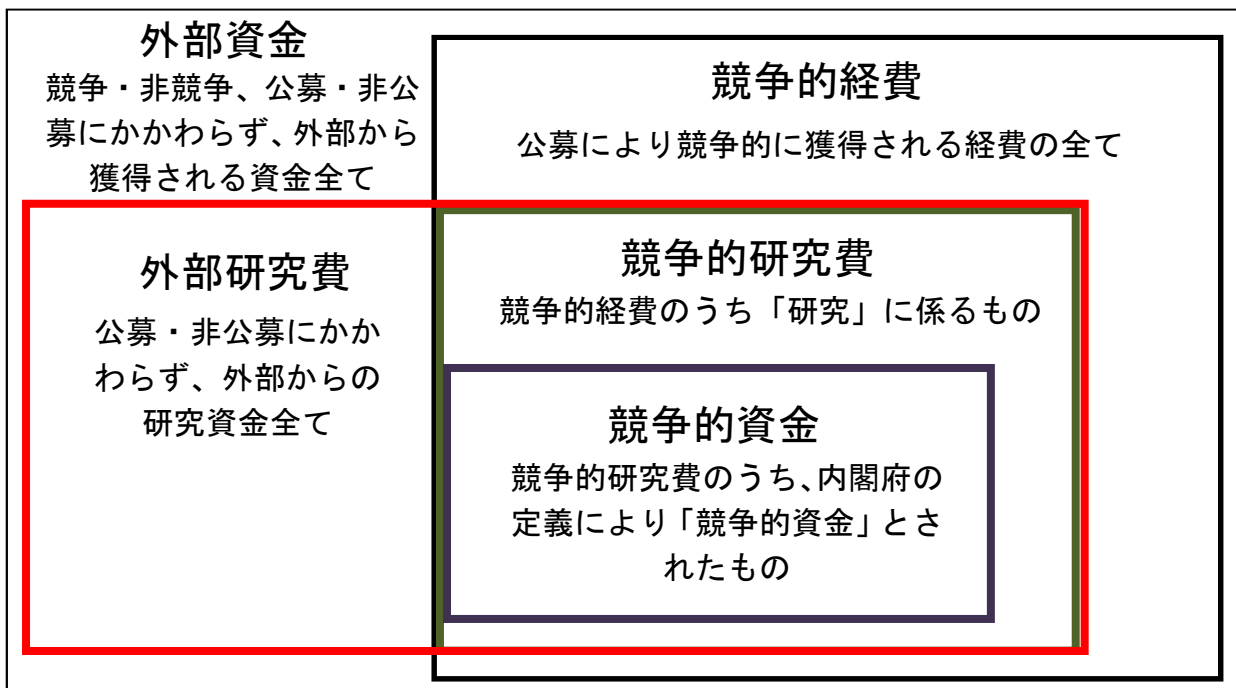 外部資金
競争・非競争、公募・非公
募にかかわらず、外部から
獲得される資金全て
競争的経費
公募により競争的に獲得される経費の全て
外部研究費
公募・非公募にかか
わらず、外部からの
研究資金全て
競争的研究費
競争的経費のうち「研究」に係るもの
競争的資金
競争的研究費のうち、内閣府の
定義により「競争的資金」とさ
れたもの